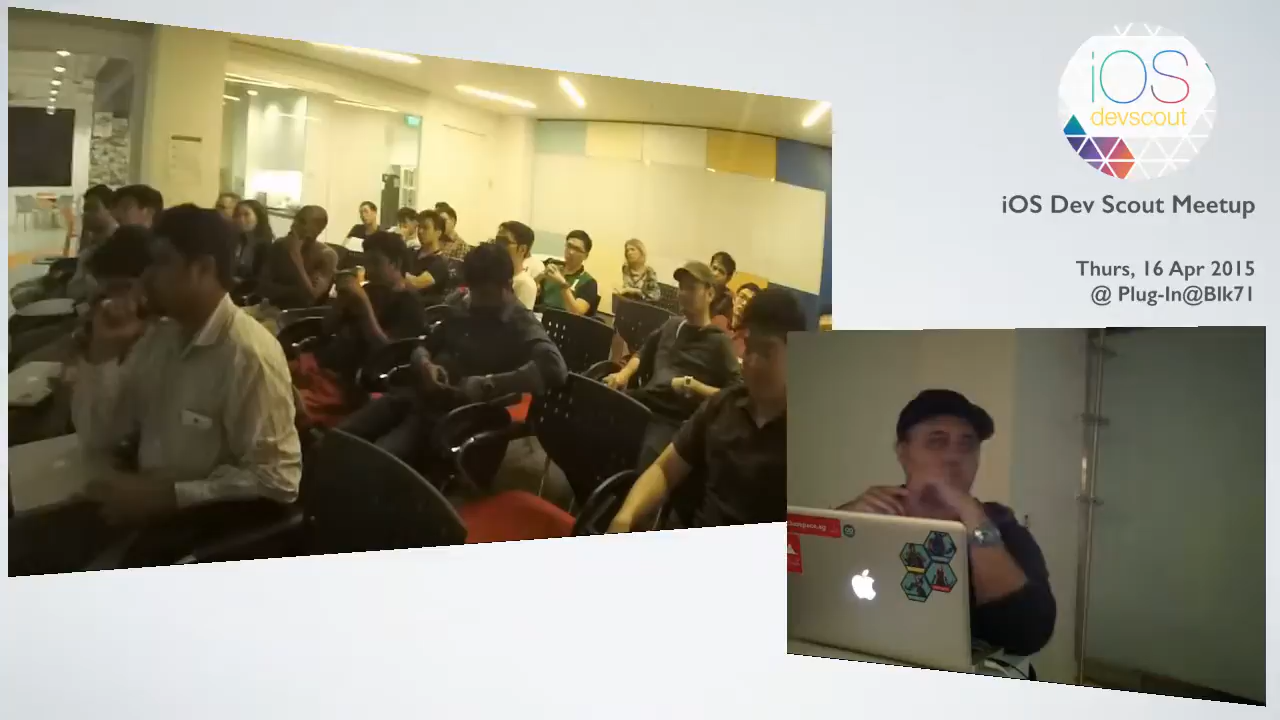 iOS
devscout
iOS Dev Scout Meetup
Thurs, 16 Apr 2015
@ Plug-In@Blk71